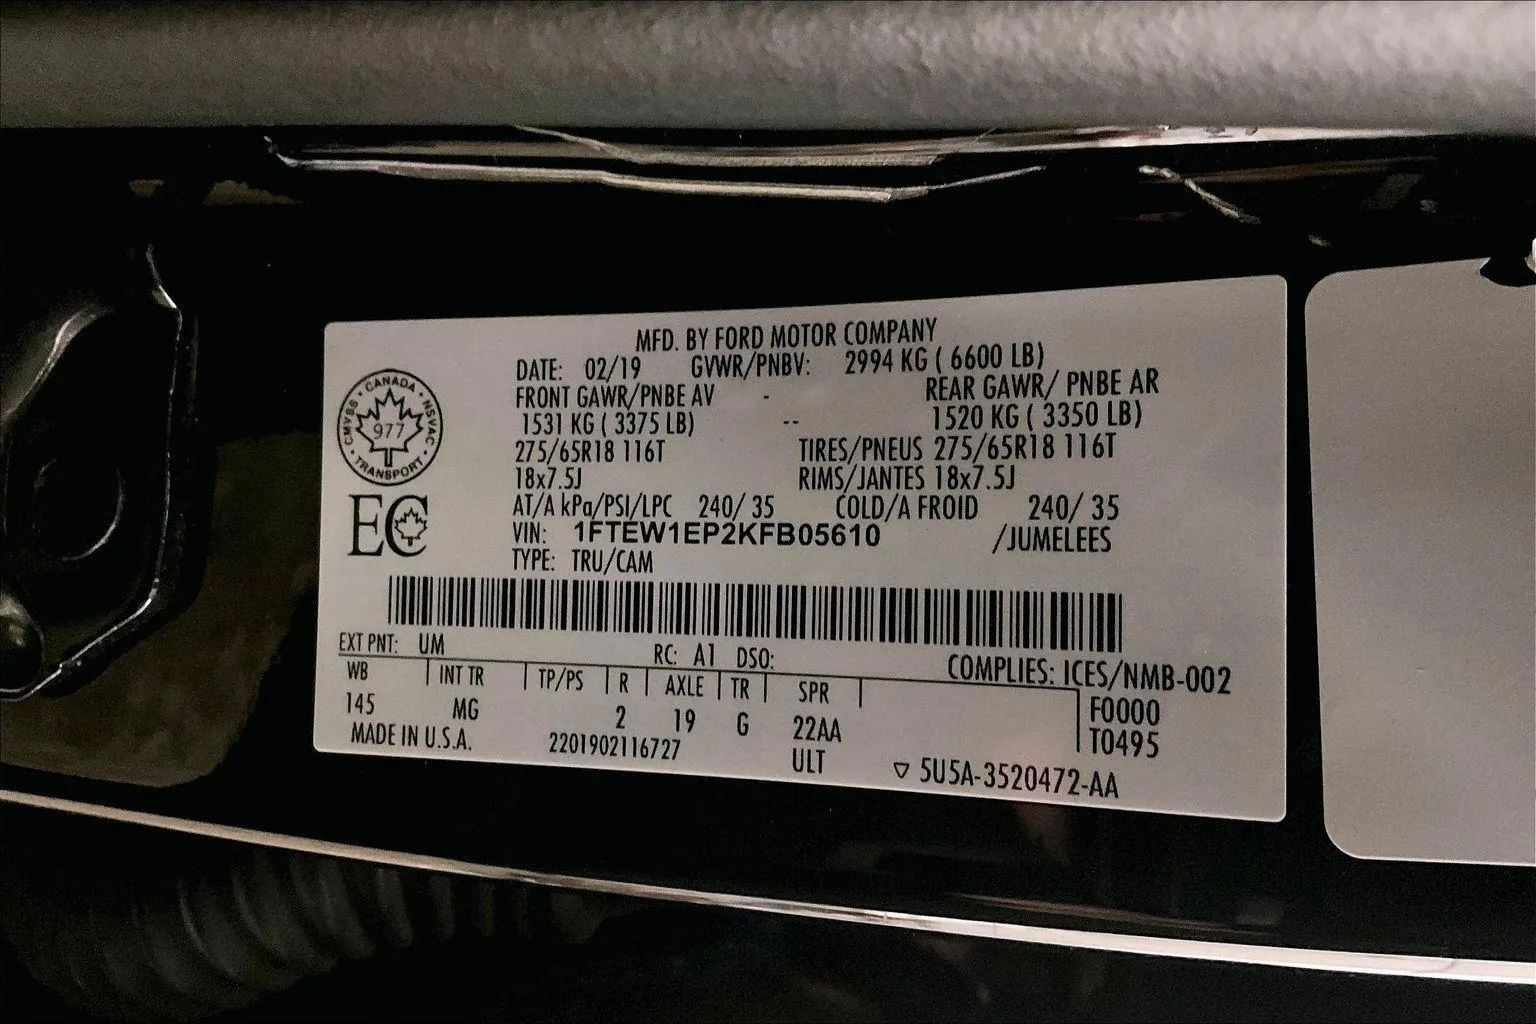 MFD. BY FORD MOTOR COMPANY
DATE: 02/19 GVWR/PNBV: 2994 KG ( 6600 LB)
FRONT GAWR/PNBE AV - REAR GAWR/ PNBE AR
1531 KG ( 3375 LB) -- 1520 KG ( 3350 LB)
275/65R18 116T TIRES/PNEUS 275/65R18 116T
18x7.5J RIMS/JANTES 18x7.5J
AT/A kPa/PSI/LPC 240/ 35 COLD/A FROID 240/ 35
VIN: 1FTEW1EP2KFB05610 /JUMELEES
TYPE: TRU/CAM
CANADA
CMVSS • NSVAC
977
TRANSPORT
EC
EXT PNT: UM RC: A1 DSO: COMPLIES: ICES/NMB-002
WB INT TR TP/PS R AXLE TR SPR F0000
145 MG 2 19 G 22AA T0495
MADE IN U.S.A. 2201902116727 ULT ▽ 5U5A-3520472-AA